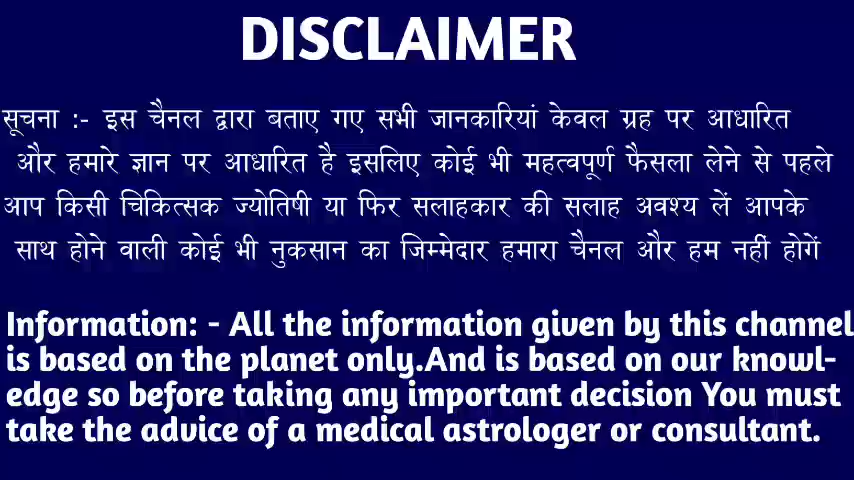 DISCLAIMER
सूचना :- इस चैनल द्वारा बताए गए सभी जानकारियां केवल ग्रह पर आधारित
और हमारे ज्ञान पर आधारित है इसलिए कोई भी महत्वपूर्ण फैसला लेने से पहले
आप किसी चिकित्सक ज्योतिषी या फिर सलाहकार की सलाह अवश्य लें आपके
साथ होने वाली कोई भी नुकसान का जिम्मेदार हमारा चैनल और हम नहीं होगें
Information: - All the information given by this channel
is based on the planet only.And is based on our knowl-
edge so before taking any important decision You must
take the advice of a medical astrologer or consultant.